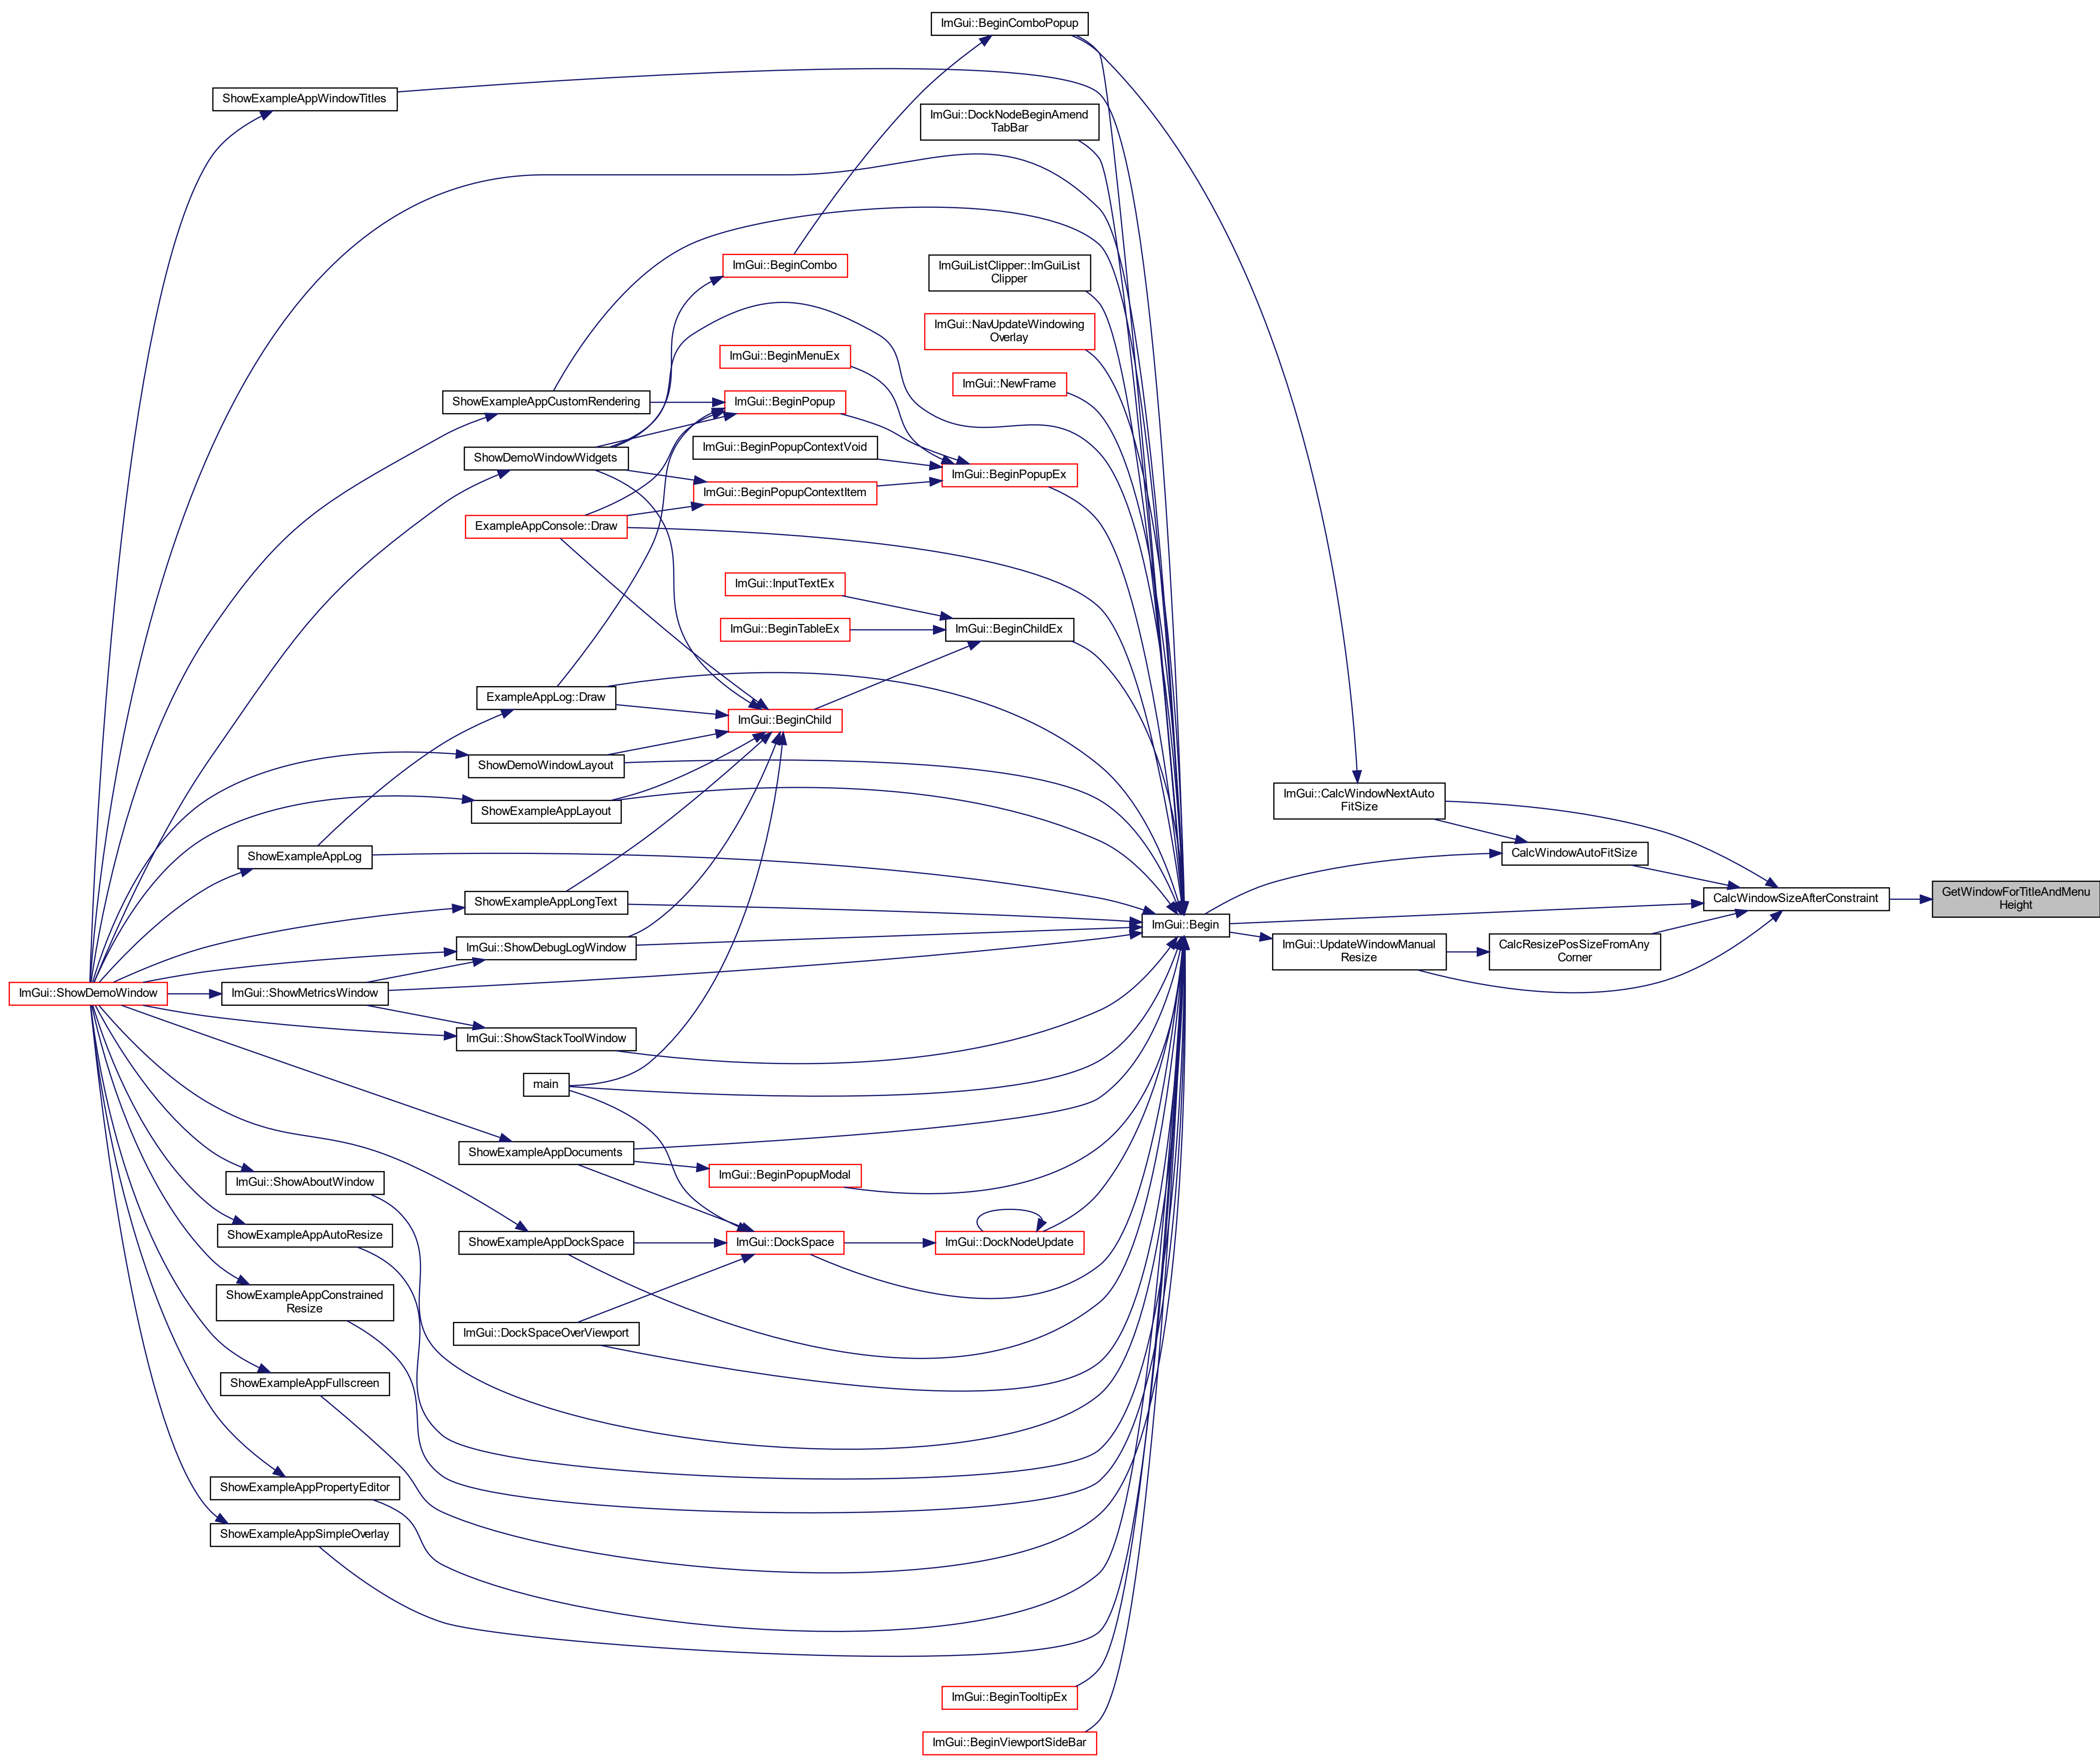 ImGui::BeginComboPopup
ShowExampleAppWindowTitles
ImGui::DockNodeBeginAmend
TabBar
ImGui::BeginCombo
ImGuiListClipper::ImGuiList
Clipper
ImGui::NavUpdateWindowing
Overlay
ImGui::BeginMenuEx
ImGui::NewFrame
ShowExampleAppCustomRendering
ImGui::BeginPopup
ShowDemoWindowWidgets
ImGui::BeginPopupContextVoid
ImGui::BeginPopupEx
ImGui::BeginPopupContextItem
ExampleAppConsole::Draw
ImGui::InputTextEx
ImGui::BeginTableEx
ImGui::BeginChildEx
ExampleAppLog::Draw
ImGui::BeginChild
ShowDemoWindowLayout
ShowExampleAppLayout
ImGui::CalcWindowNextAuto
FitSize
ShowExampleAppLog
CalcWindowAutoFitSize
ShowExampleAppLongText
CalcWindowSizeAfterConstraint
GetWindowForTitleAndMenu
Height
ImGui::Begin
ImGui::ShowDebugLogWindow
ImGui::UpdateWindowManual
Resize
CalcResizePosSizeFromAny
Corner
ImGui::ShowDemoWindow
ImGui::ShowMetricsWindow
ImGui::ShowStackToolWindow
main
ShowExampleAppDocuments
ImGui::ShowAboutWindow
ImGui::BeginPopupModal
ShowExampleAppAutoResize
ShowExampleAppDockSpace
ImGui::DockSpace
ImGui::DockNodeUpdate
ShowExampleAppConstrained
Resize
ImGui::DockSpaceOverViewport
ShowExampleAppFullscreen
ShowExampleAppPropertyEditor
ShowExampleAppSimpleOverlay
ImGui::BeginTooltipEx
ImGui::BeginViewportSideBar